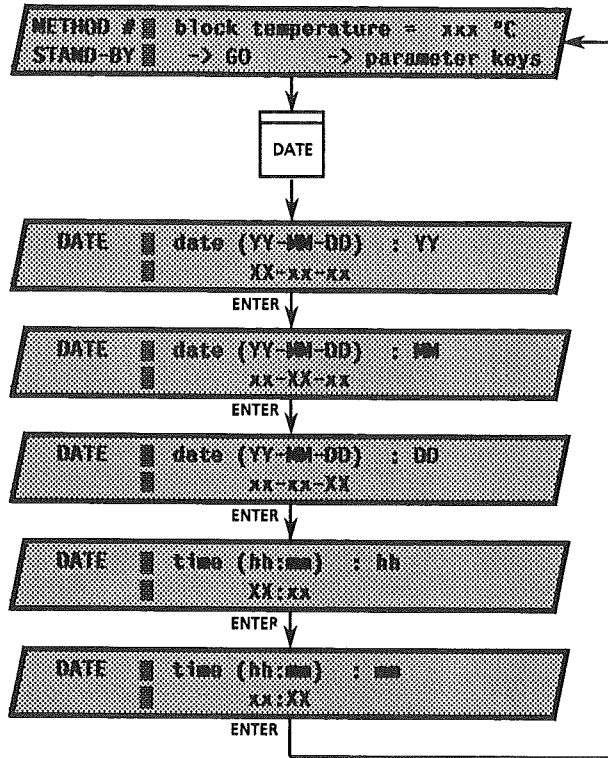 METHOD # block temperature = xxx °C
STAND-BY -> GO -> parameter keys
DATE
DATE date (YY-MM-DD) : YY
XX-xx-xx
ENTER
DATE date (YY-MM-DD) : MM
xx-XX-xx
ENTER
DATE date (YY-MM-DD) : DD
xx-xx-XX
ENTER
DATE time (hh:mm) : hh
XX:xx
ENTER
DATE time (hh:mm) : mm
xx:XX
ENTER